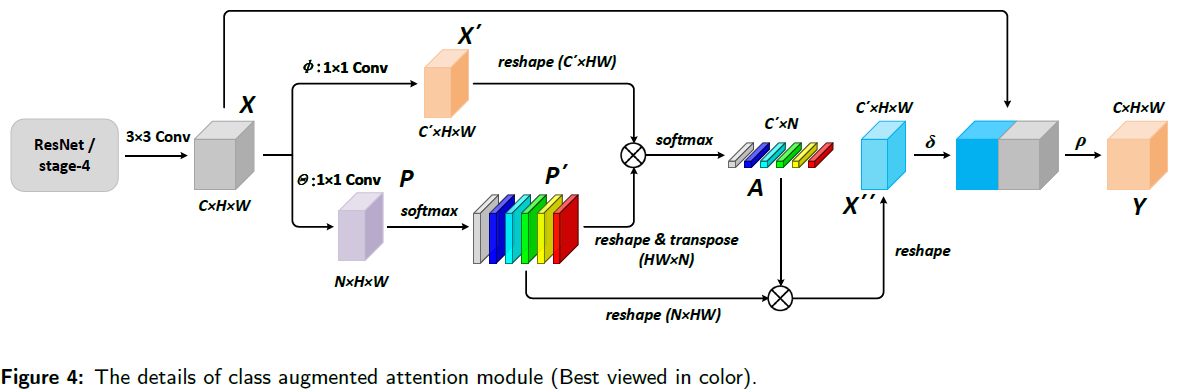 X′
Φ:1×1 Conv
reshape (C′×HW)
X
C′×H×W
C×H×W
3×3 Conv
ResNet /
stage-4
C′×H×W
softmax
C′×N
δ
ρ
Θ:1×1 Conv
P
P′
A
X′′
Y
C×H×W
softmax
reshape & transpose
(HW×N)
reshape
N×H×W
reshape (N×HW)
Figure 4: The details of class augmented attention module (Best viewed in color).